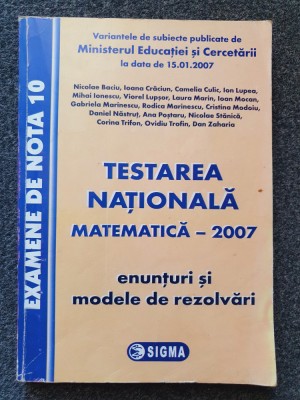 Variantele de subiecte publicate de
Ministerul Educației și Cercetării
la data de 15.01.2007
Nicolae Baciu, Ioana Crăciun, Camelia Culic, Ion Lupea,
Mihai Ionescu, Viorel Lupșor, Laura Marin, Ioan Mocan,
Gabriela Marinescu, Rodica Marinescu, Cristina Modoiu,
Daniel Năstruț, Ana Poștaru, Nicolae Stănică,
Corina Trifon, Ovidiu Trofin, Dan Zaharia
EXAMENE DE NOTA 10
TESTAREA
NAȚIONALĂ
MATEMATICĂ – 2007
enunțuri și
modele de rezolvări
SIGMA